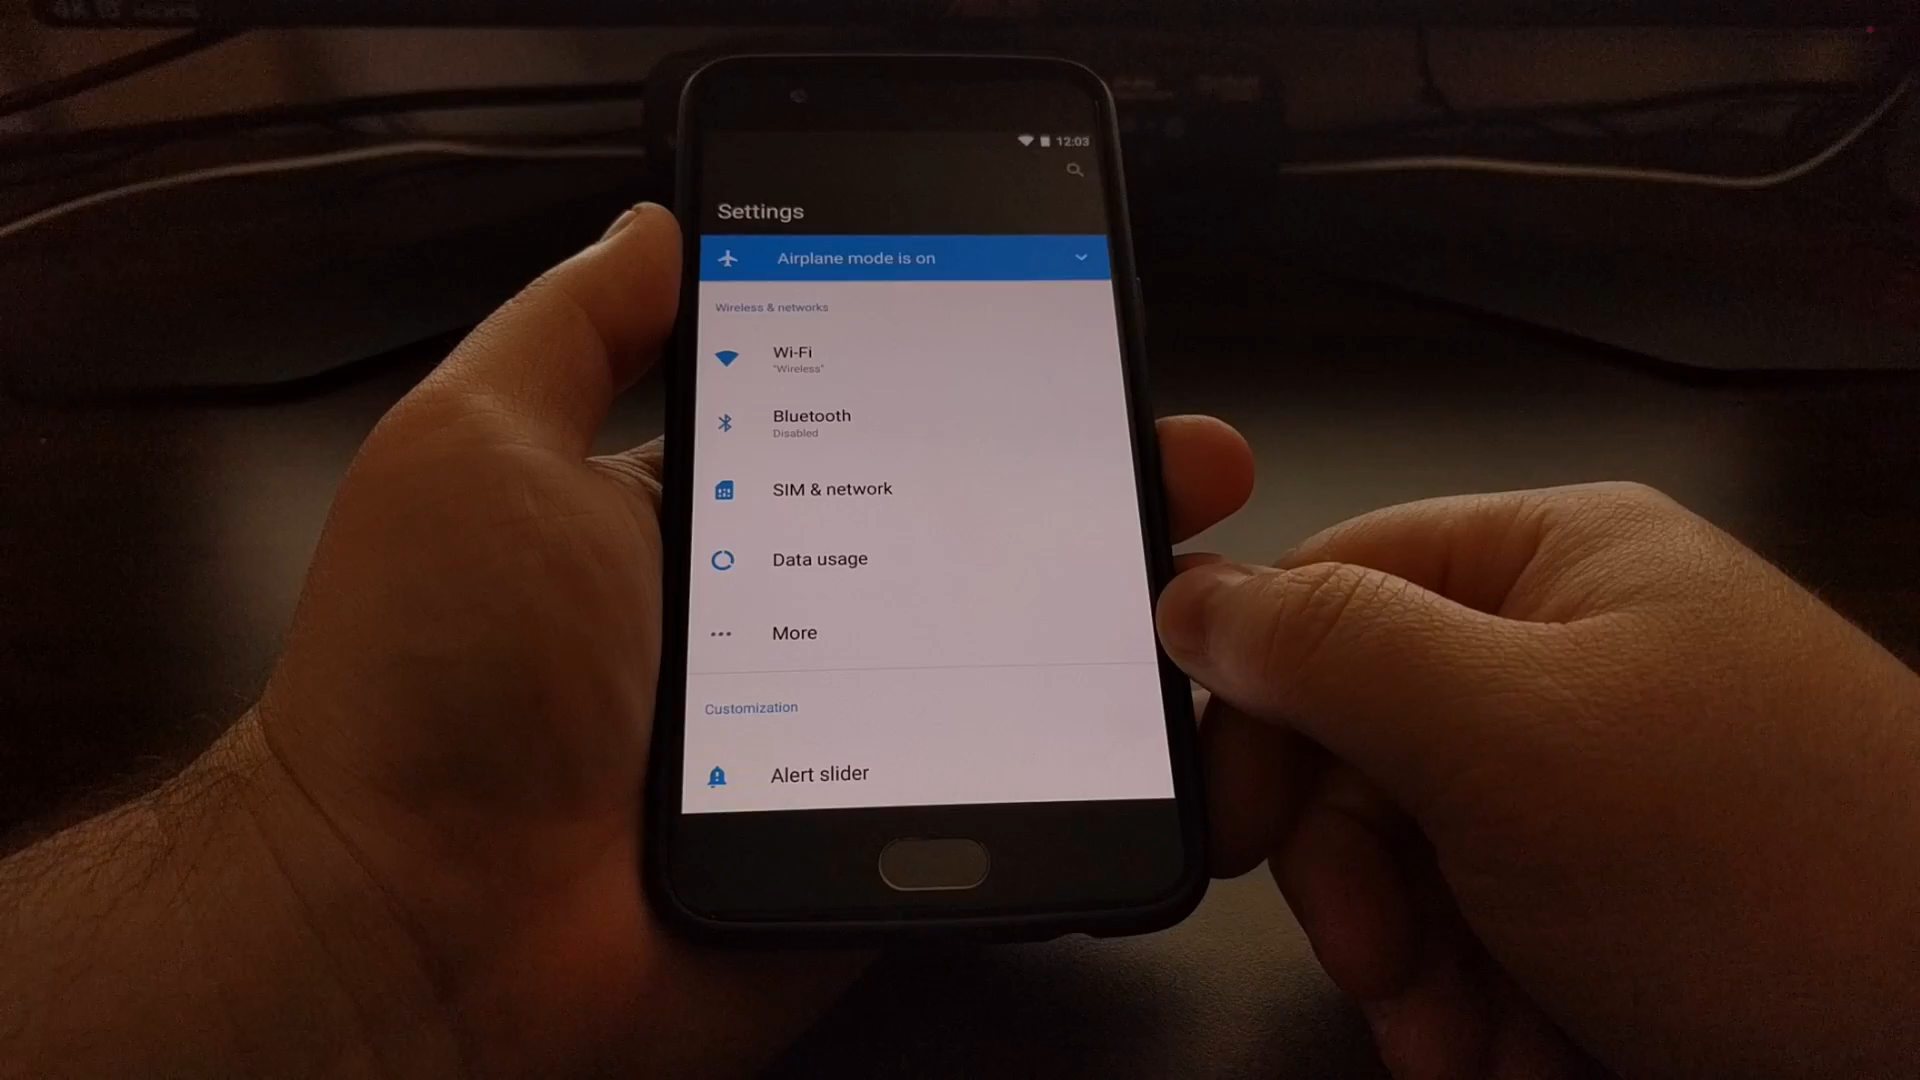 12:03
Settings
Airplane mode is on
Wireless & networks
Wi-Fi
"Wireless"
Bluetooth
Disabled
SIM & network
Data usage
More
Customization
Alert slider